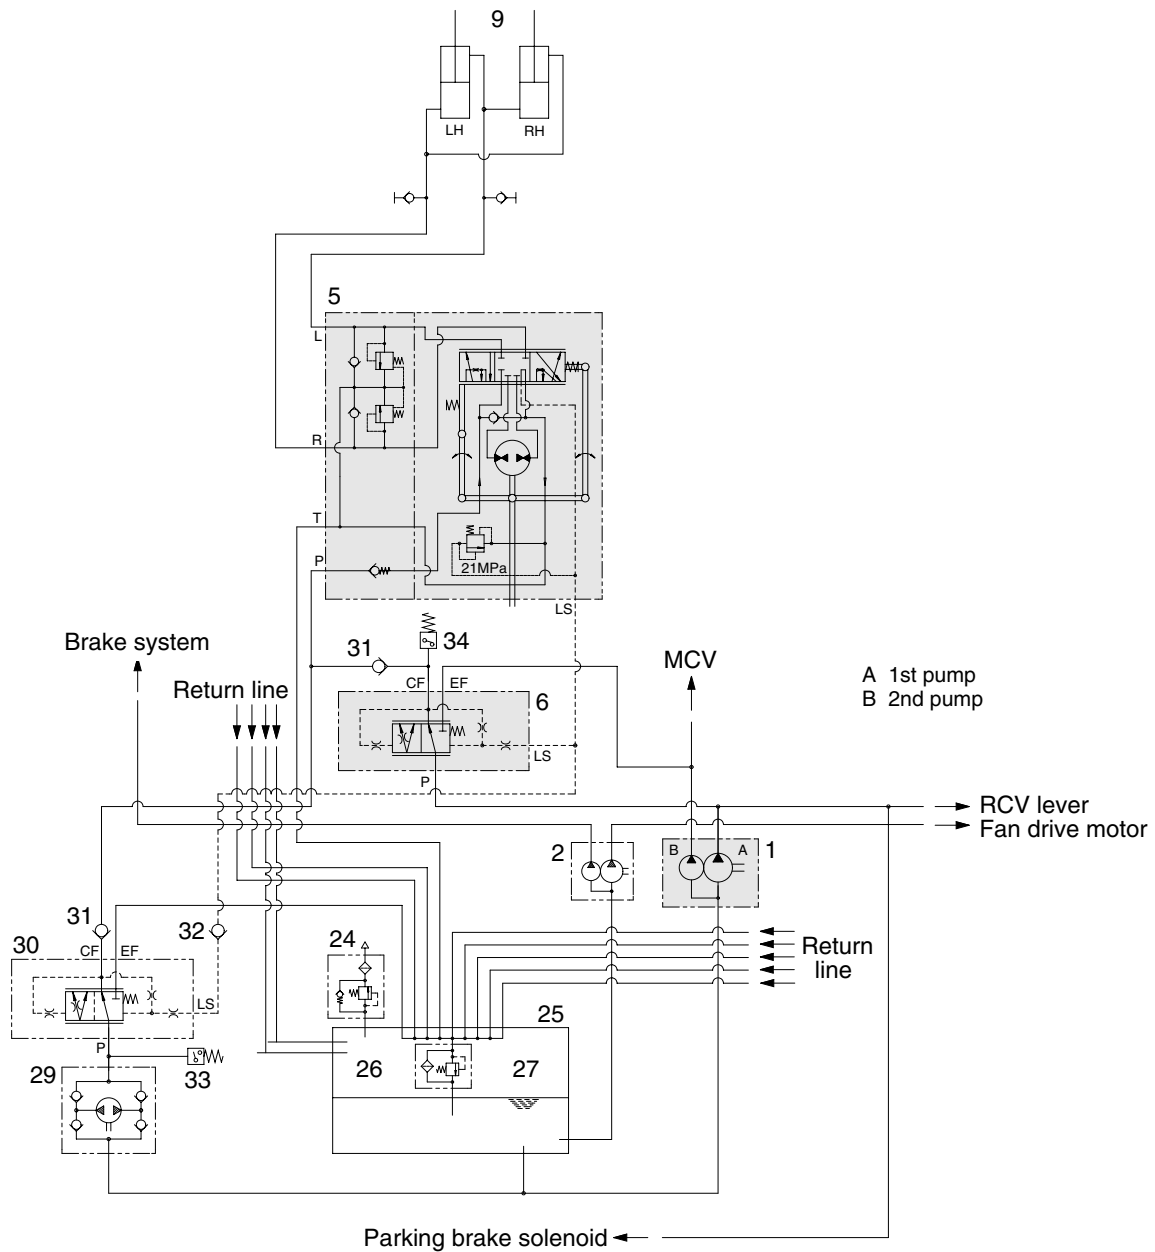 9
LH
RH
5
L
R
T
P
21MPa
LS
Brake system
31
34
MCV
A 1st pump
B 2nd pump
Return line
CF
EF
6
LS
P
RCV lever
Fan drive motor
2
B
A
1
31
32
30
CF
EF
24
Return
line
LS
25
P
26
27
29
33
Parking brake solenoid